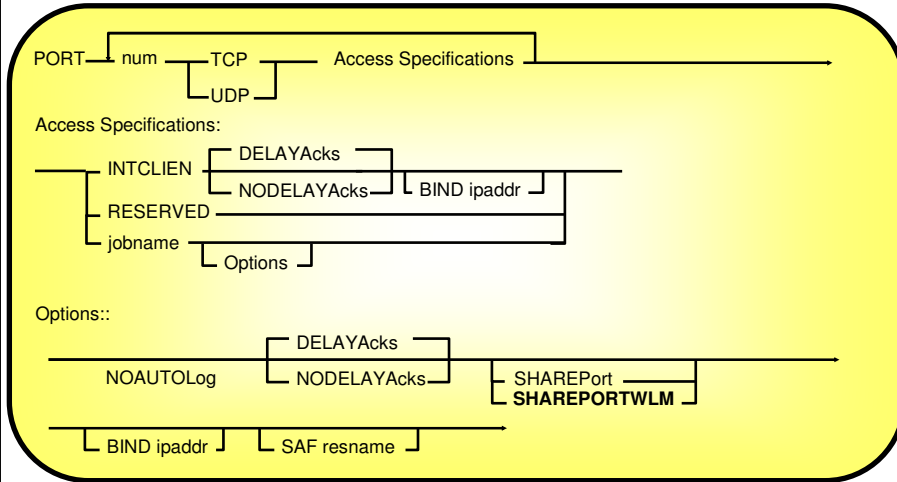 PORT num TCP Access Specifications
UDP
Access Specifications:
DELAYAcks
INTCLIEN
NODELAYAcks BIND ipaddr
RESERVED
jobname
Options
Options::
DELAYAcks
NOAUTOLog NODELAYAcks SHAREPort
SHAREPORTWLM
BIND ipaddr SAF resname